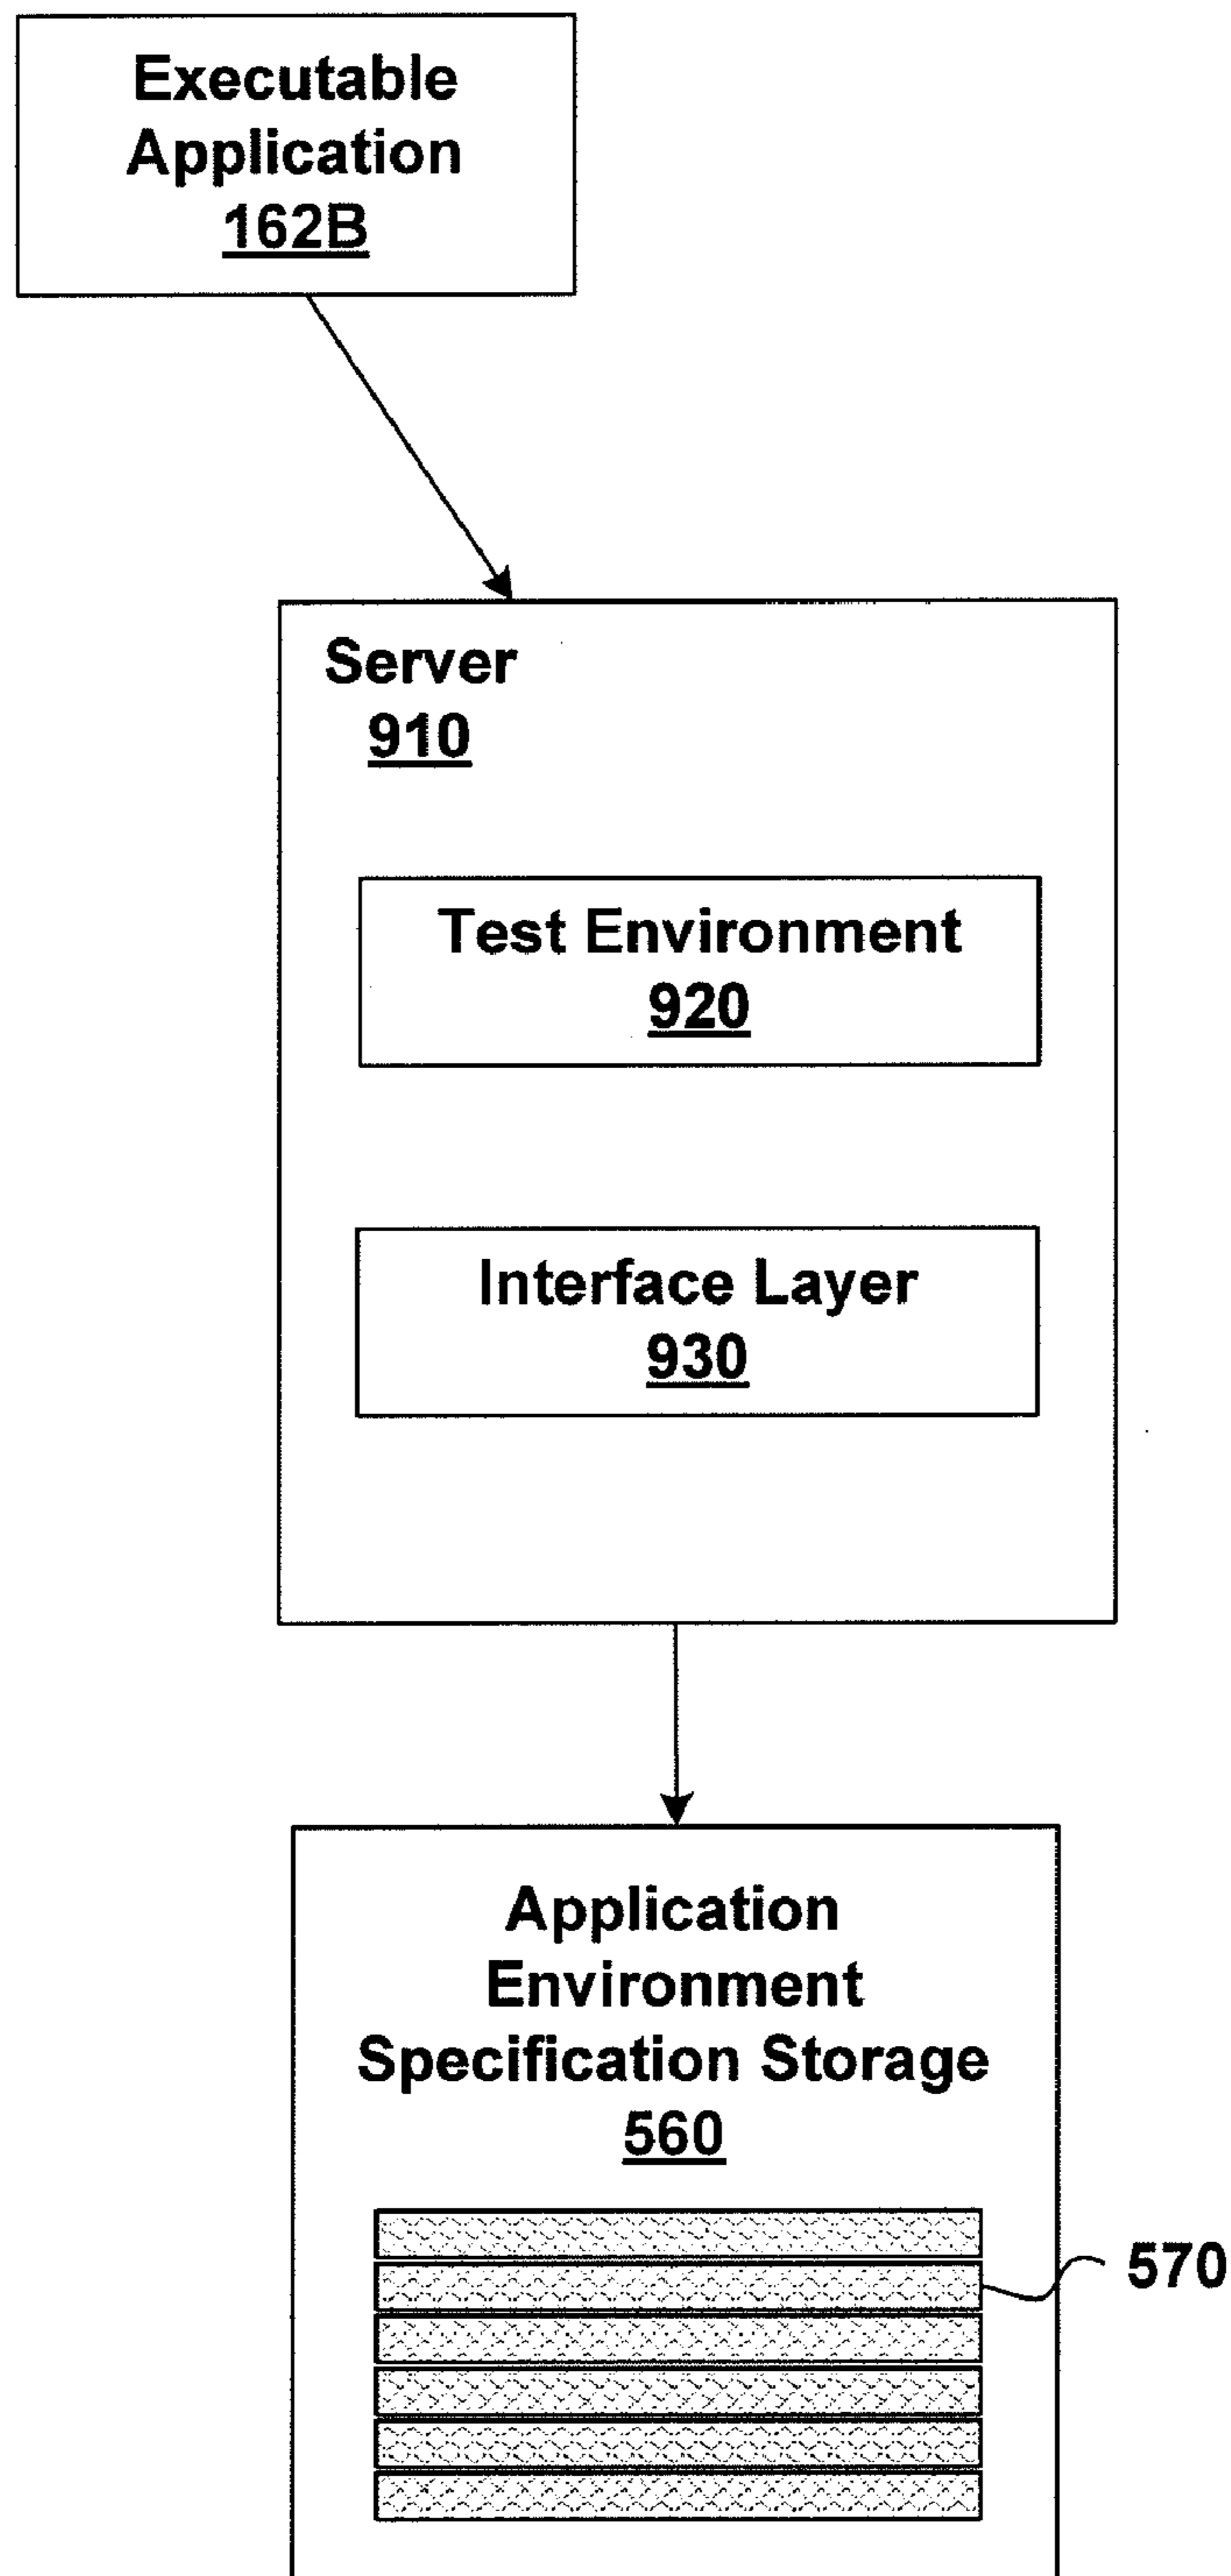 Executable
Application
162B
Server
910
Test Environment
920
Interface Layer
930
Application
Environment
Specification Storage
560
570